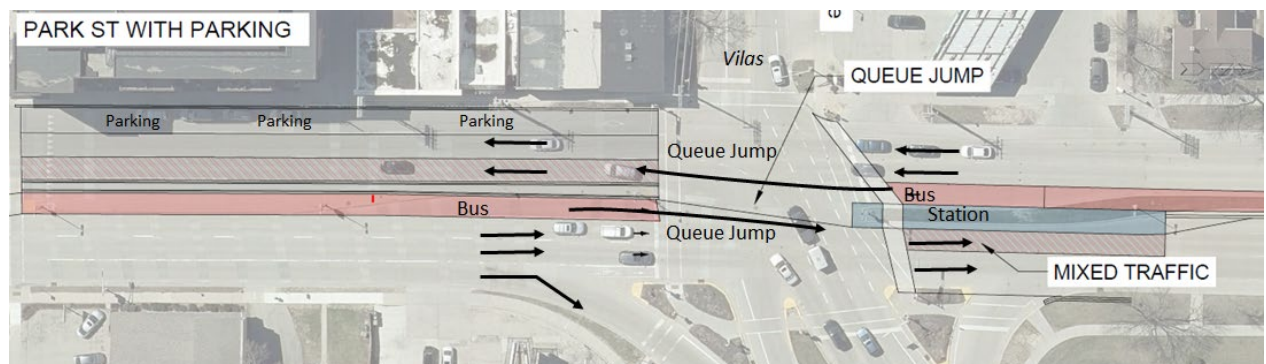 PARK ST WITH PARKING
Vilas
QUEUE JUMP
Parking
Parking
Parking
Queue Jump
Bus
Bus
Station
Queue Jump
MIXED TRAFFIC